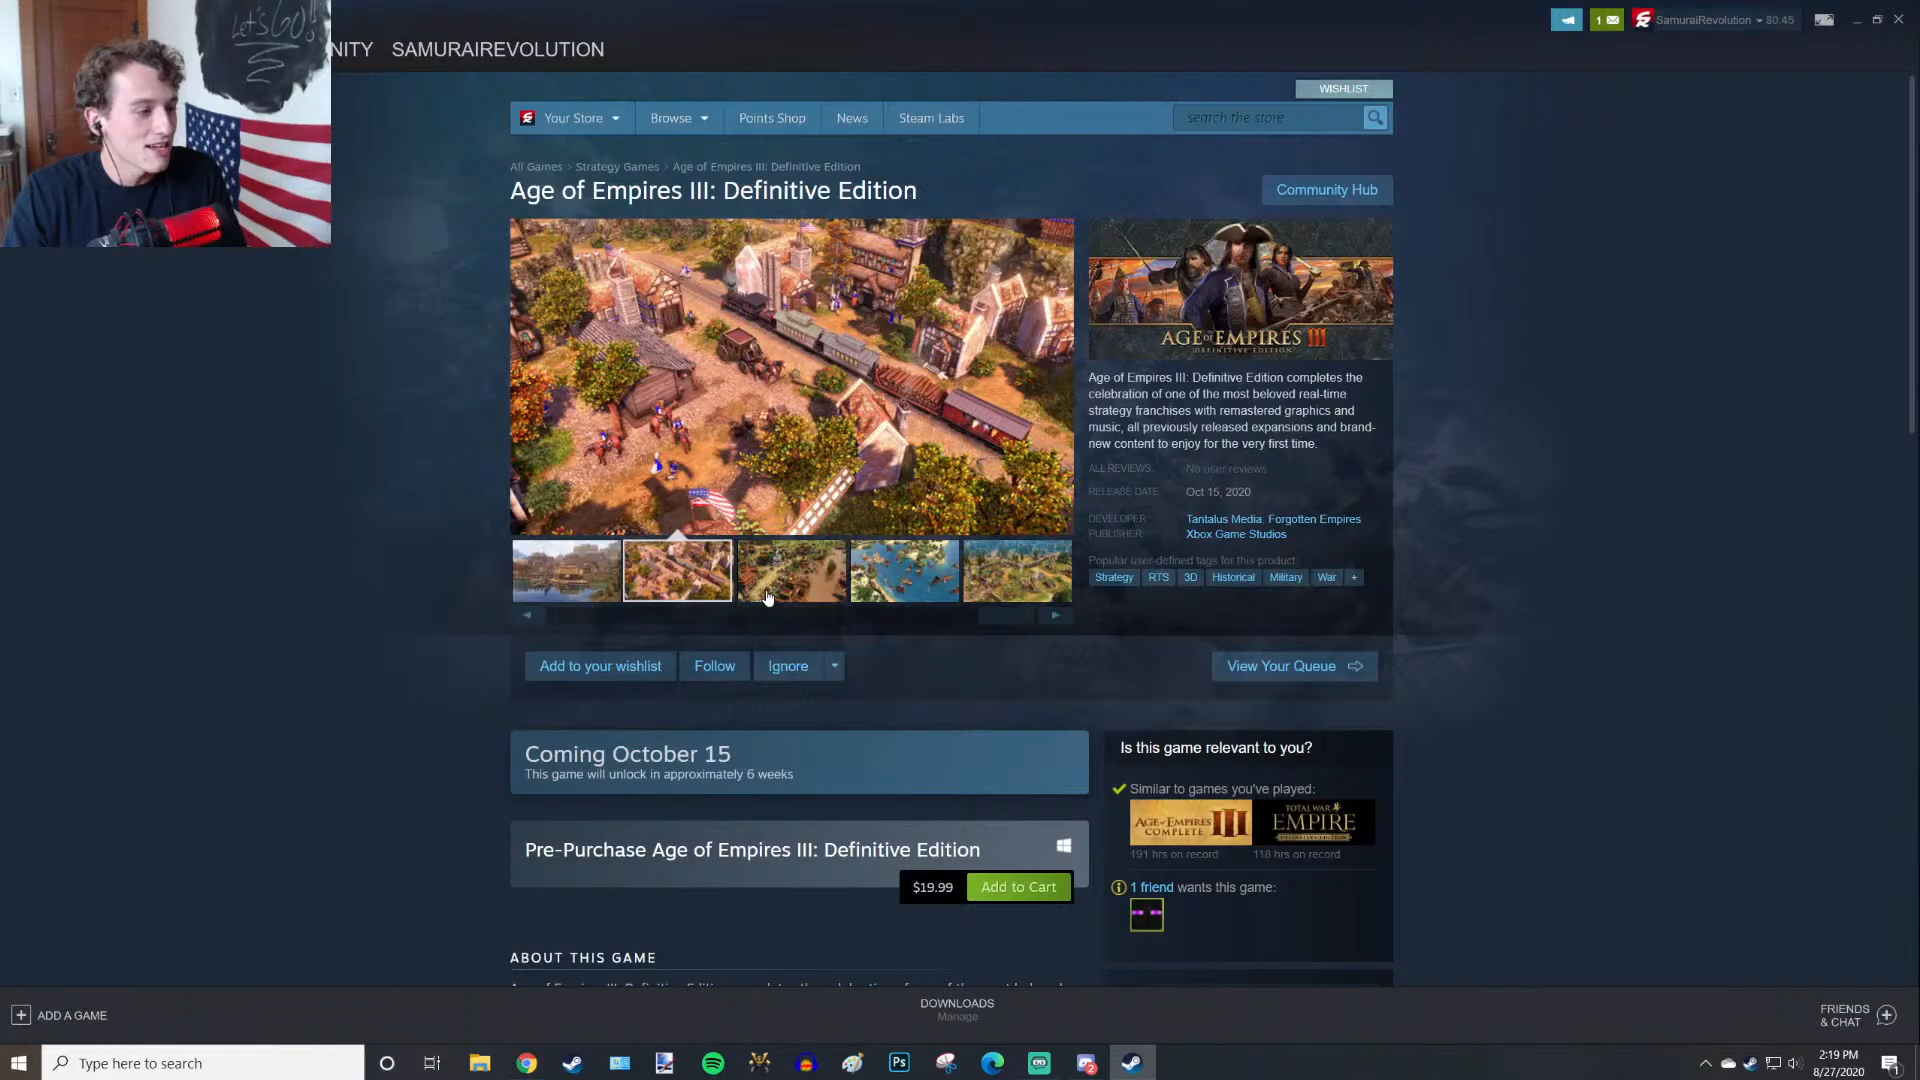 Let's GO!!
NITY SAMURAIREVOLUTION
1
SamuraiRevolution $0.45
WISHLIST
Your Store
Browse
Points Shop
News
Steam Labs
search the store
All Games > Strategy Games > Age of Empires III: Definitive Edition
Age of Empires III: Definitive Edition
Community Hub
AGE OF EMPIRES III
DEFINITIVE EDITION
Age of Empires III: Definitive Edition completes the
celebration of one of the most beloved real-time
strategy franchises with remastered graphics and
music, all previously released expansions and brand-
new content to enjoy for the very first time.
ALL REVIEWS: No user reviews
RELEASE DATE: Oct 15, 2020
DEVELOPER: Tantalus Media, Forgotten Empires
PUBLISHER: Xbox Game Studios
Popular user-defined tags for this product:
Strategy RTS 3D Historical Military War +
Add to your wishlist
Follow
Ignore
View Your Queue
Coming October 15
This game will unlock in approximately 6 weeks
Is this game relevant to you?
Similar to games you've played:
AGE OF EMPIRES III
COMPLETE
TOTAL WAR
EMPIRE
DEFINITIVE EDITION
191 hrs on record
118 hrs on record
Pre-Purchase Age of Empires III: Definitive Edition
$19.99
Add to Cart
1 friend wants this game:
ABOUT THIS GAME
ADD A GAME
DOWNLOADS
Manage
FRIENDS
& CHAT
Type here to search
Ps
2
2:19 PM
8/27/2020
1